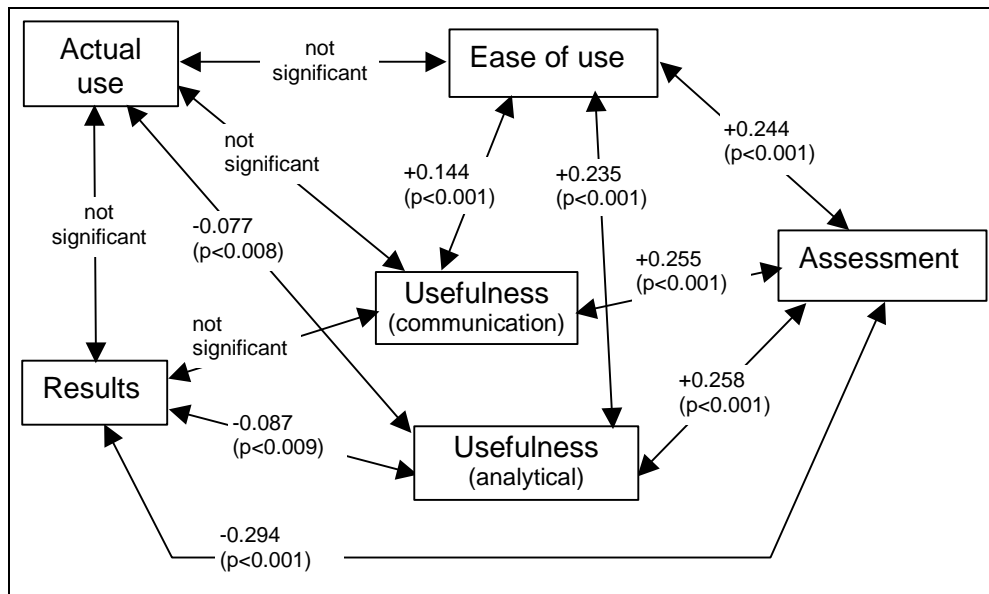 Actual
use
not
significant
Ease of use
not
significant
+0.144
(p<0.001)
+0.235
(p<0.001)
+0.244
(p<0.001)
not
significant
-0.077
(p<0.008)
Usefulness
(communication)
+0.255
(p<0.001)
Assessment
not
significant
Results
-0.087
(p<0.009)
Usefulness
(analytical)
+0.258
(p<0.001)
-0.294
(p<0.001)